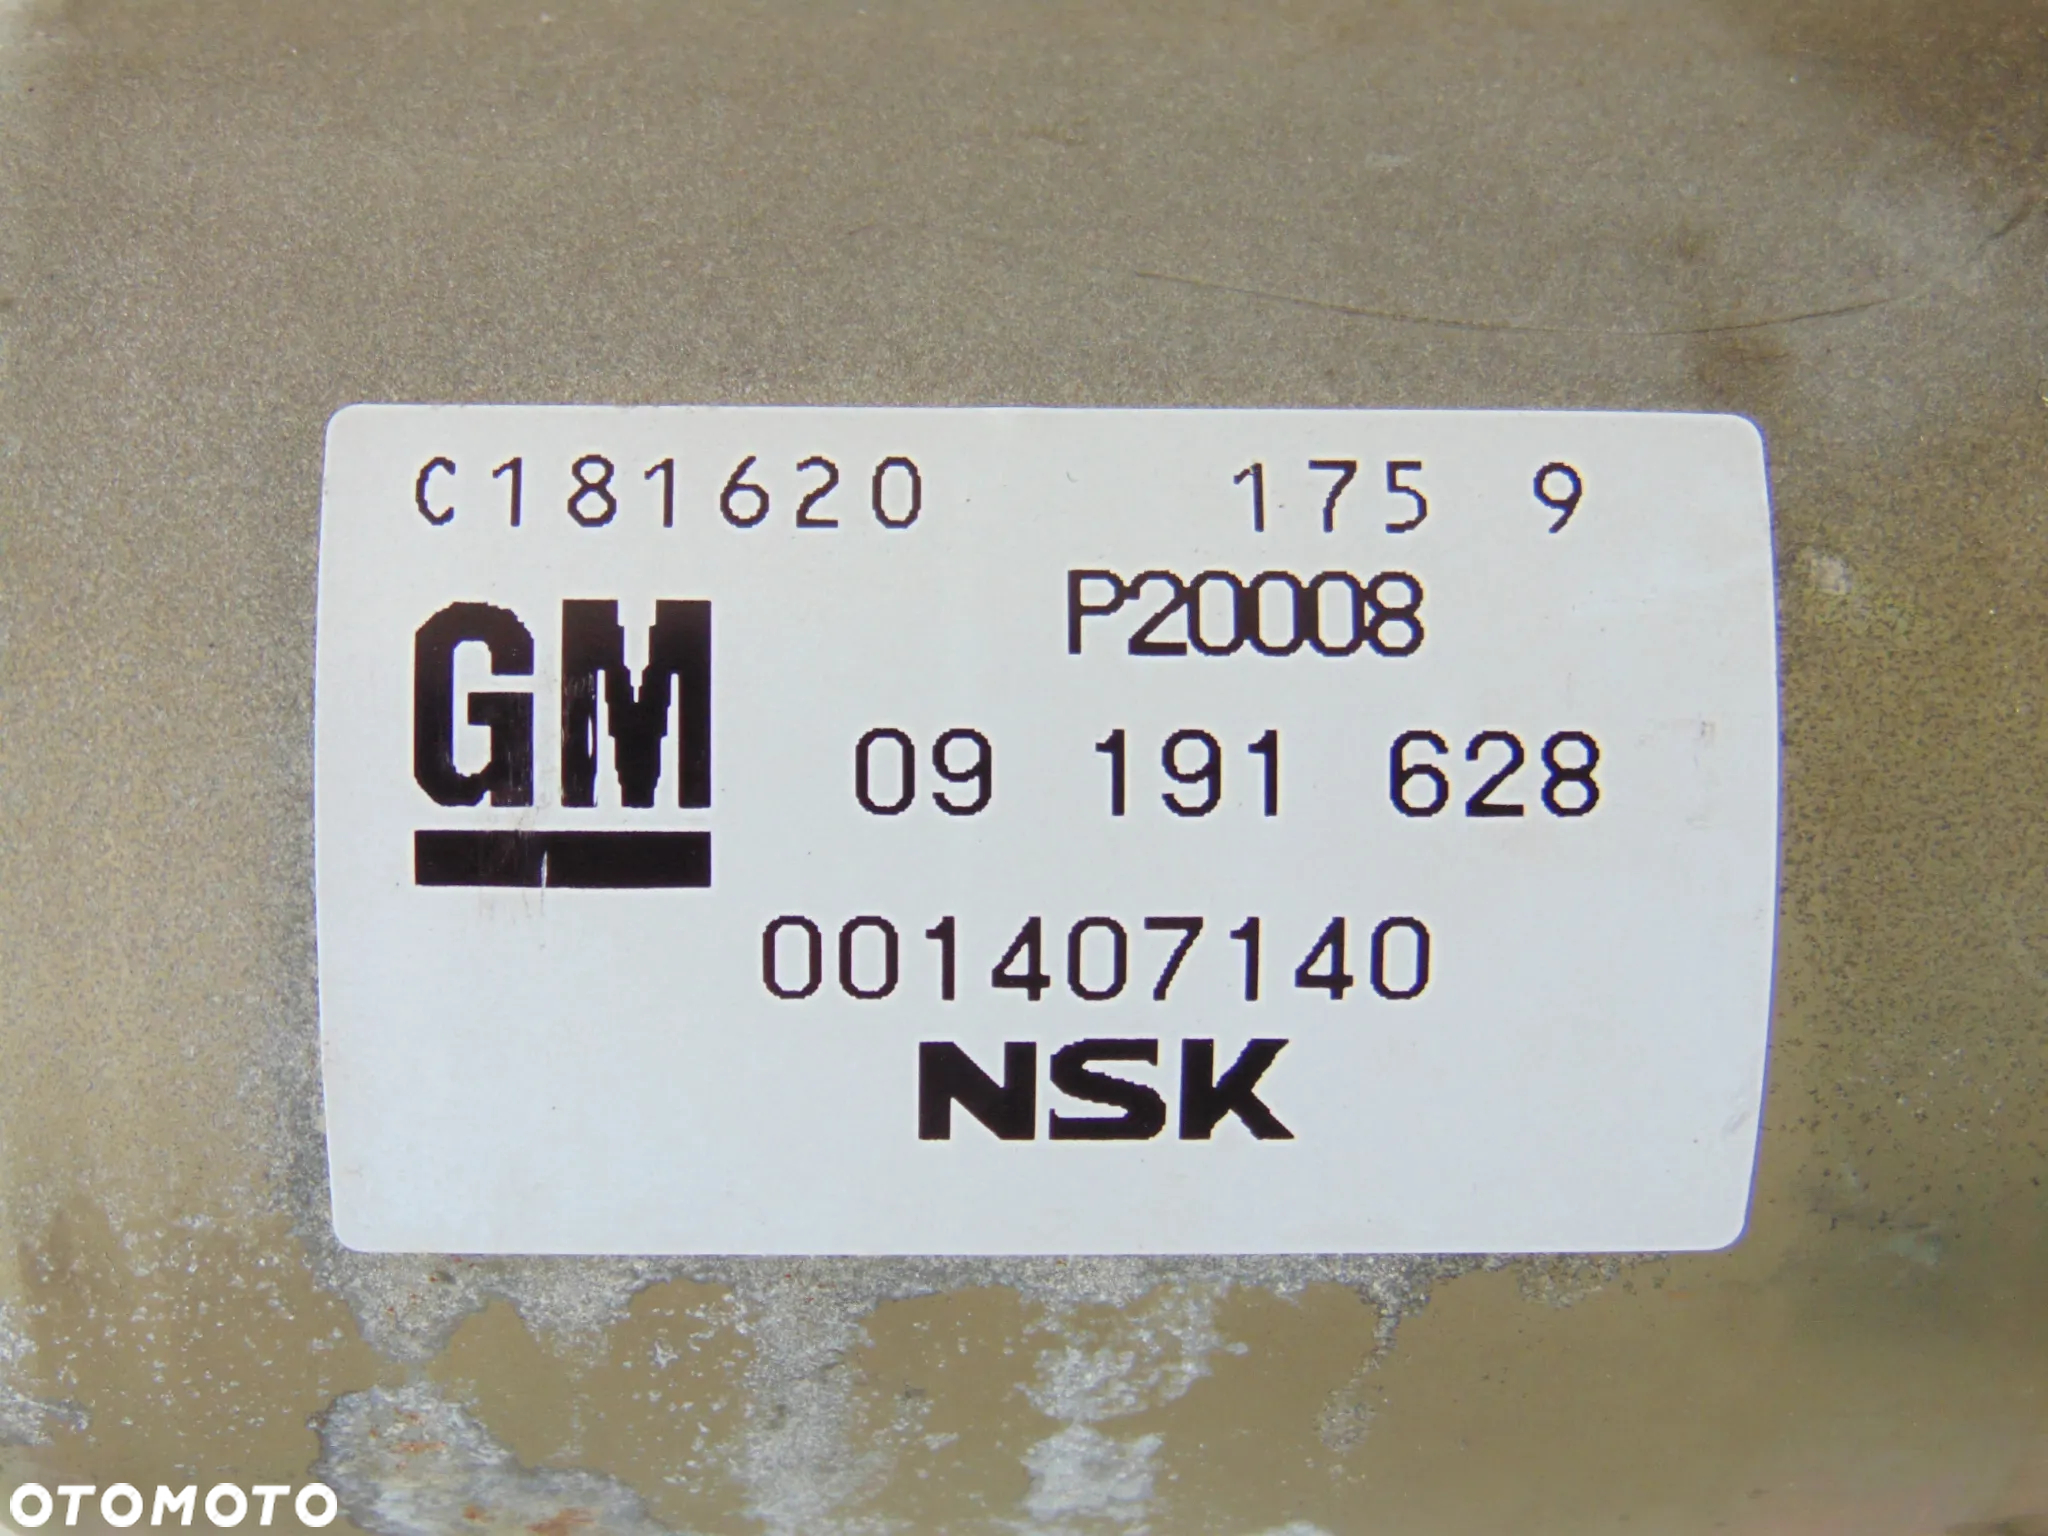 C181620 175 9
P20008
GM
09 191 628
001407140
NSK
OTOMOTO